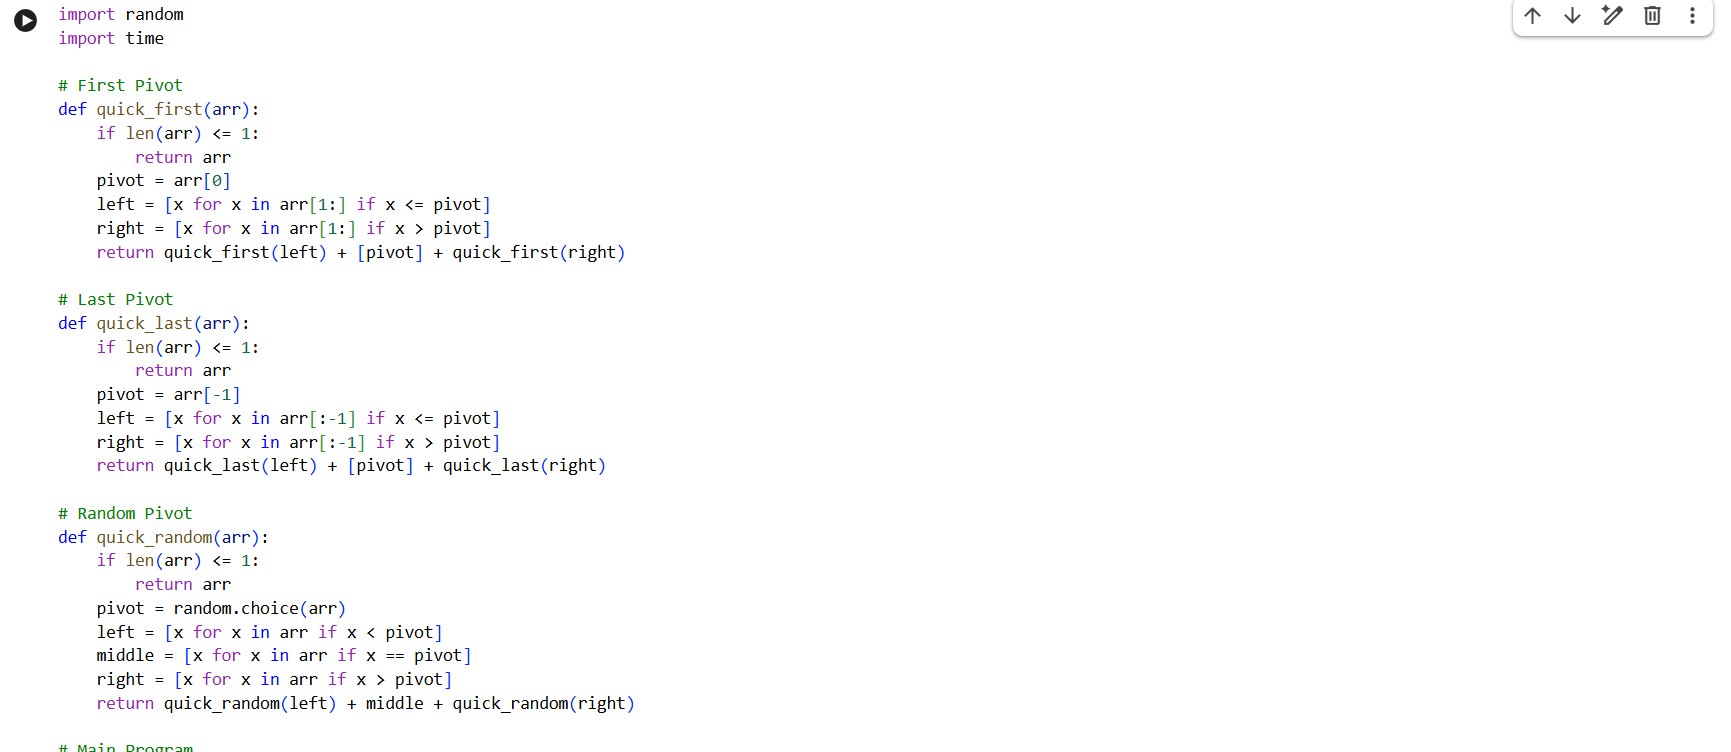 import random
import time
# First Pivot
def quick_first(arr):
    if len(arr) <= 1:
        return arr
    pivot = arr[0]
    left = [x for x in arr[1:] if x <= pivot]
    right = [x for x in arr[1:] if x > pivot]
    return quick_first(left) + [pivot] + quick_first(right)
# Last Pivot
def quick_last(arr):
    if len(arr) <= 1:
        return arr
    pivot = arr[-1]
    left = [x for x in arr[:-1] if x <= pivot]
    right = [x for x in arr[:-1] if x > pivot]
    return quick_last(left) + [pivot] + quick_last(right)
# Random Pivot
def quick_random(arr):
    if len(arr) <= 1:
        return arr
    pivot = random.choice(arr)
    left = [x for x in arr if x < pivot]
    middle = [x for x in arr if x == pivot]
    right = [x for x in arr if x > pivot]
    return quick_random(left) + middle + quick_random(right)
# Main Program